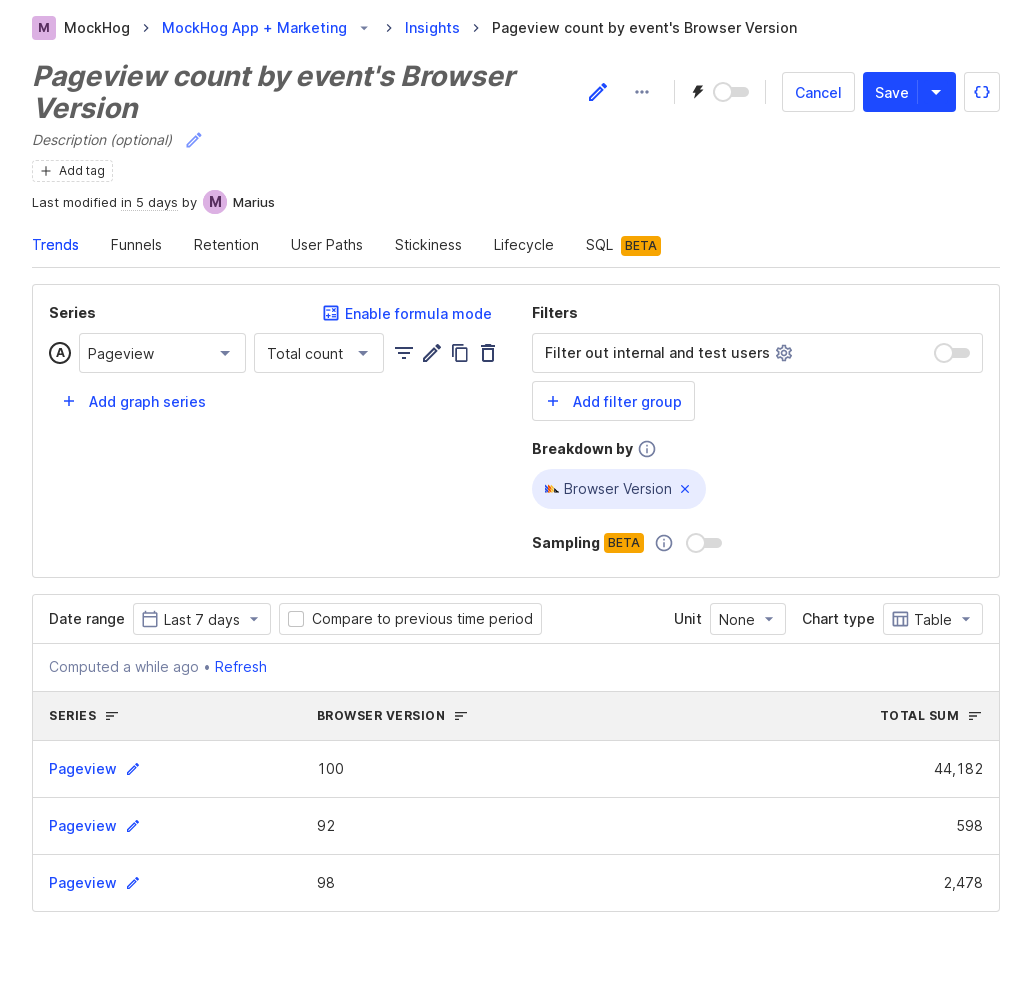 M MockHog MockHog App + Marketing Insights Pageview count by event's Browser Version
Pageview count by event's Browser
Version
Cancel Save
Description (optional)
Add tag
Last modified in 5 days by M Marius
Trends Funnels Retention User Paths Stickiness Lifecycle SQL BETA
Series Enable formula mode
A Pageview Total count
Add graph series
Filters
Filter out internal and test users
Add filter group
Breakdown by
Browser Version
Sampling BETA
Date range Last 7 days Compare to previous time period Unit None Chart type Table
Computed a while ago • Refresh
SERIES BROWSER VERSION TOTAL SUM
Pageview 100 44,182
Pageview 92 598
Pageview 98 2,478